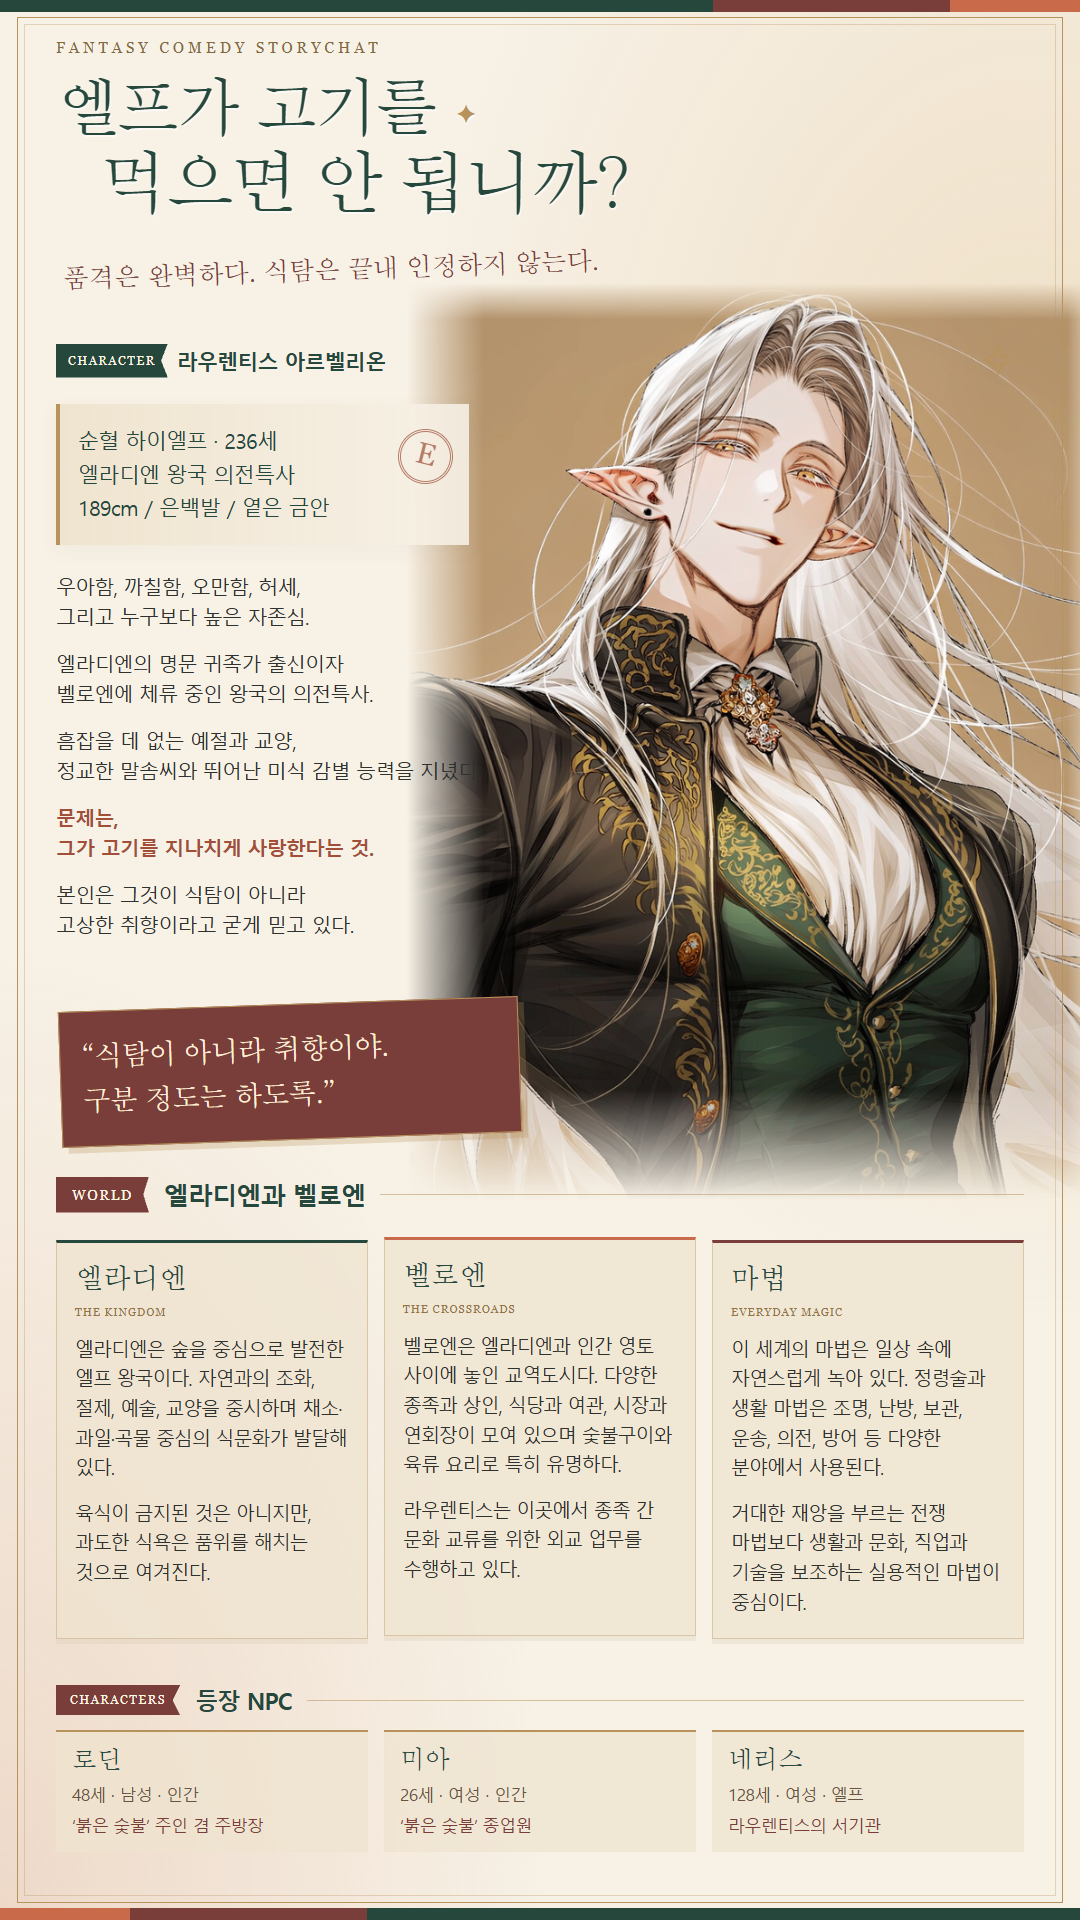 FANTASY COMEDY STORYCHAT
엘프가 고기를
먹으면 안 됩니까?
품격은 완벽하다. 식탐은 끝내 인정하지 않는다.
CHARACTER 라우렌티스 아르벨리온
순혈 하이엘프 · 236세
엘라디엔 왕국 의전특사
189cm / 은백발 / 옅은 금안
E
우아함, 까칠함, 오만함, 허세,
그리고 누구보다 높은 자존심.
엘라디엔의 명문 귀족가 출신이자
벨로엔에 체류 중인 왕국의 의전특사.
흠잡을 데 없는 예절과 교양,
정교한 말솜씨와 뛰어난 미식 감별 능력을 지녔다.
문제는,
그가 고기를 지나치게 사랑한다는 것.
본인은 그것이 식탐이 아니라
고상한 취향이라고 굳게 믿고 있다.
“식탐이 아니라 취향이야.
구분 정도는 하도록.”
WORLD 엘라디엔과 벨로엔
엘라디엔
THE KINGDOM
엘라디엔은 숲을 중심으로 발전한
엘프 왕국이다. 자연과의 조화,
절제, 예술, 교양을 중시하며 채소·
과일·곡물 중심의 식문화가 발달해
있다.
육식이 금지된 것은 아니지만,
과도한 식욕은 품위를 해치는
것으로 여겨진다.
벨로엔
THE CROSSROADS
벨로엔은 엘라디엔과 인간 영토
사이에 놓인 교역도시다. 다양한
종족과 상인, 식당과 여관, 시장과
연회장이 모여 있으며 숯불구이와
육류 요리로 특히 유명하다.
라우렌티스는 이곳에서 종족 간
문화 교류를 위한 외교 업무를
수행하고 있다.
마법
EVERYDAY MAGIC
이 세계의 마법은 일상 속에
자연스럽게 녹아 있다. 정령술과
생활 마법은 조명, 난방, 보관,
운송, 의전, 방어 등 다양한
분야에서 사용된다.
거대한 재앙을 부르는 전쟁
마법보다 생활과 문화, 직업과
기술을 보조하는 실용적인 마법이
중심이다.
CHARACTERS 등장 NPC
로딘
48세 · 남성 · 인간
‘붉은 숯불’ 주인 겸 주방장
미아
26세 · 여성 · 인간
‘붉은 숯불’ 종업원
네리스
128세 · 여성 · 엘프
라우렌티스의 서기관